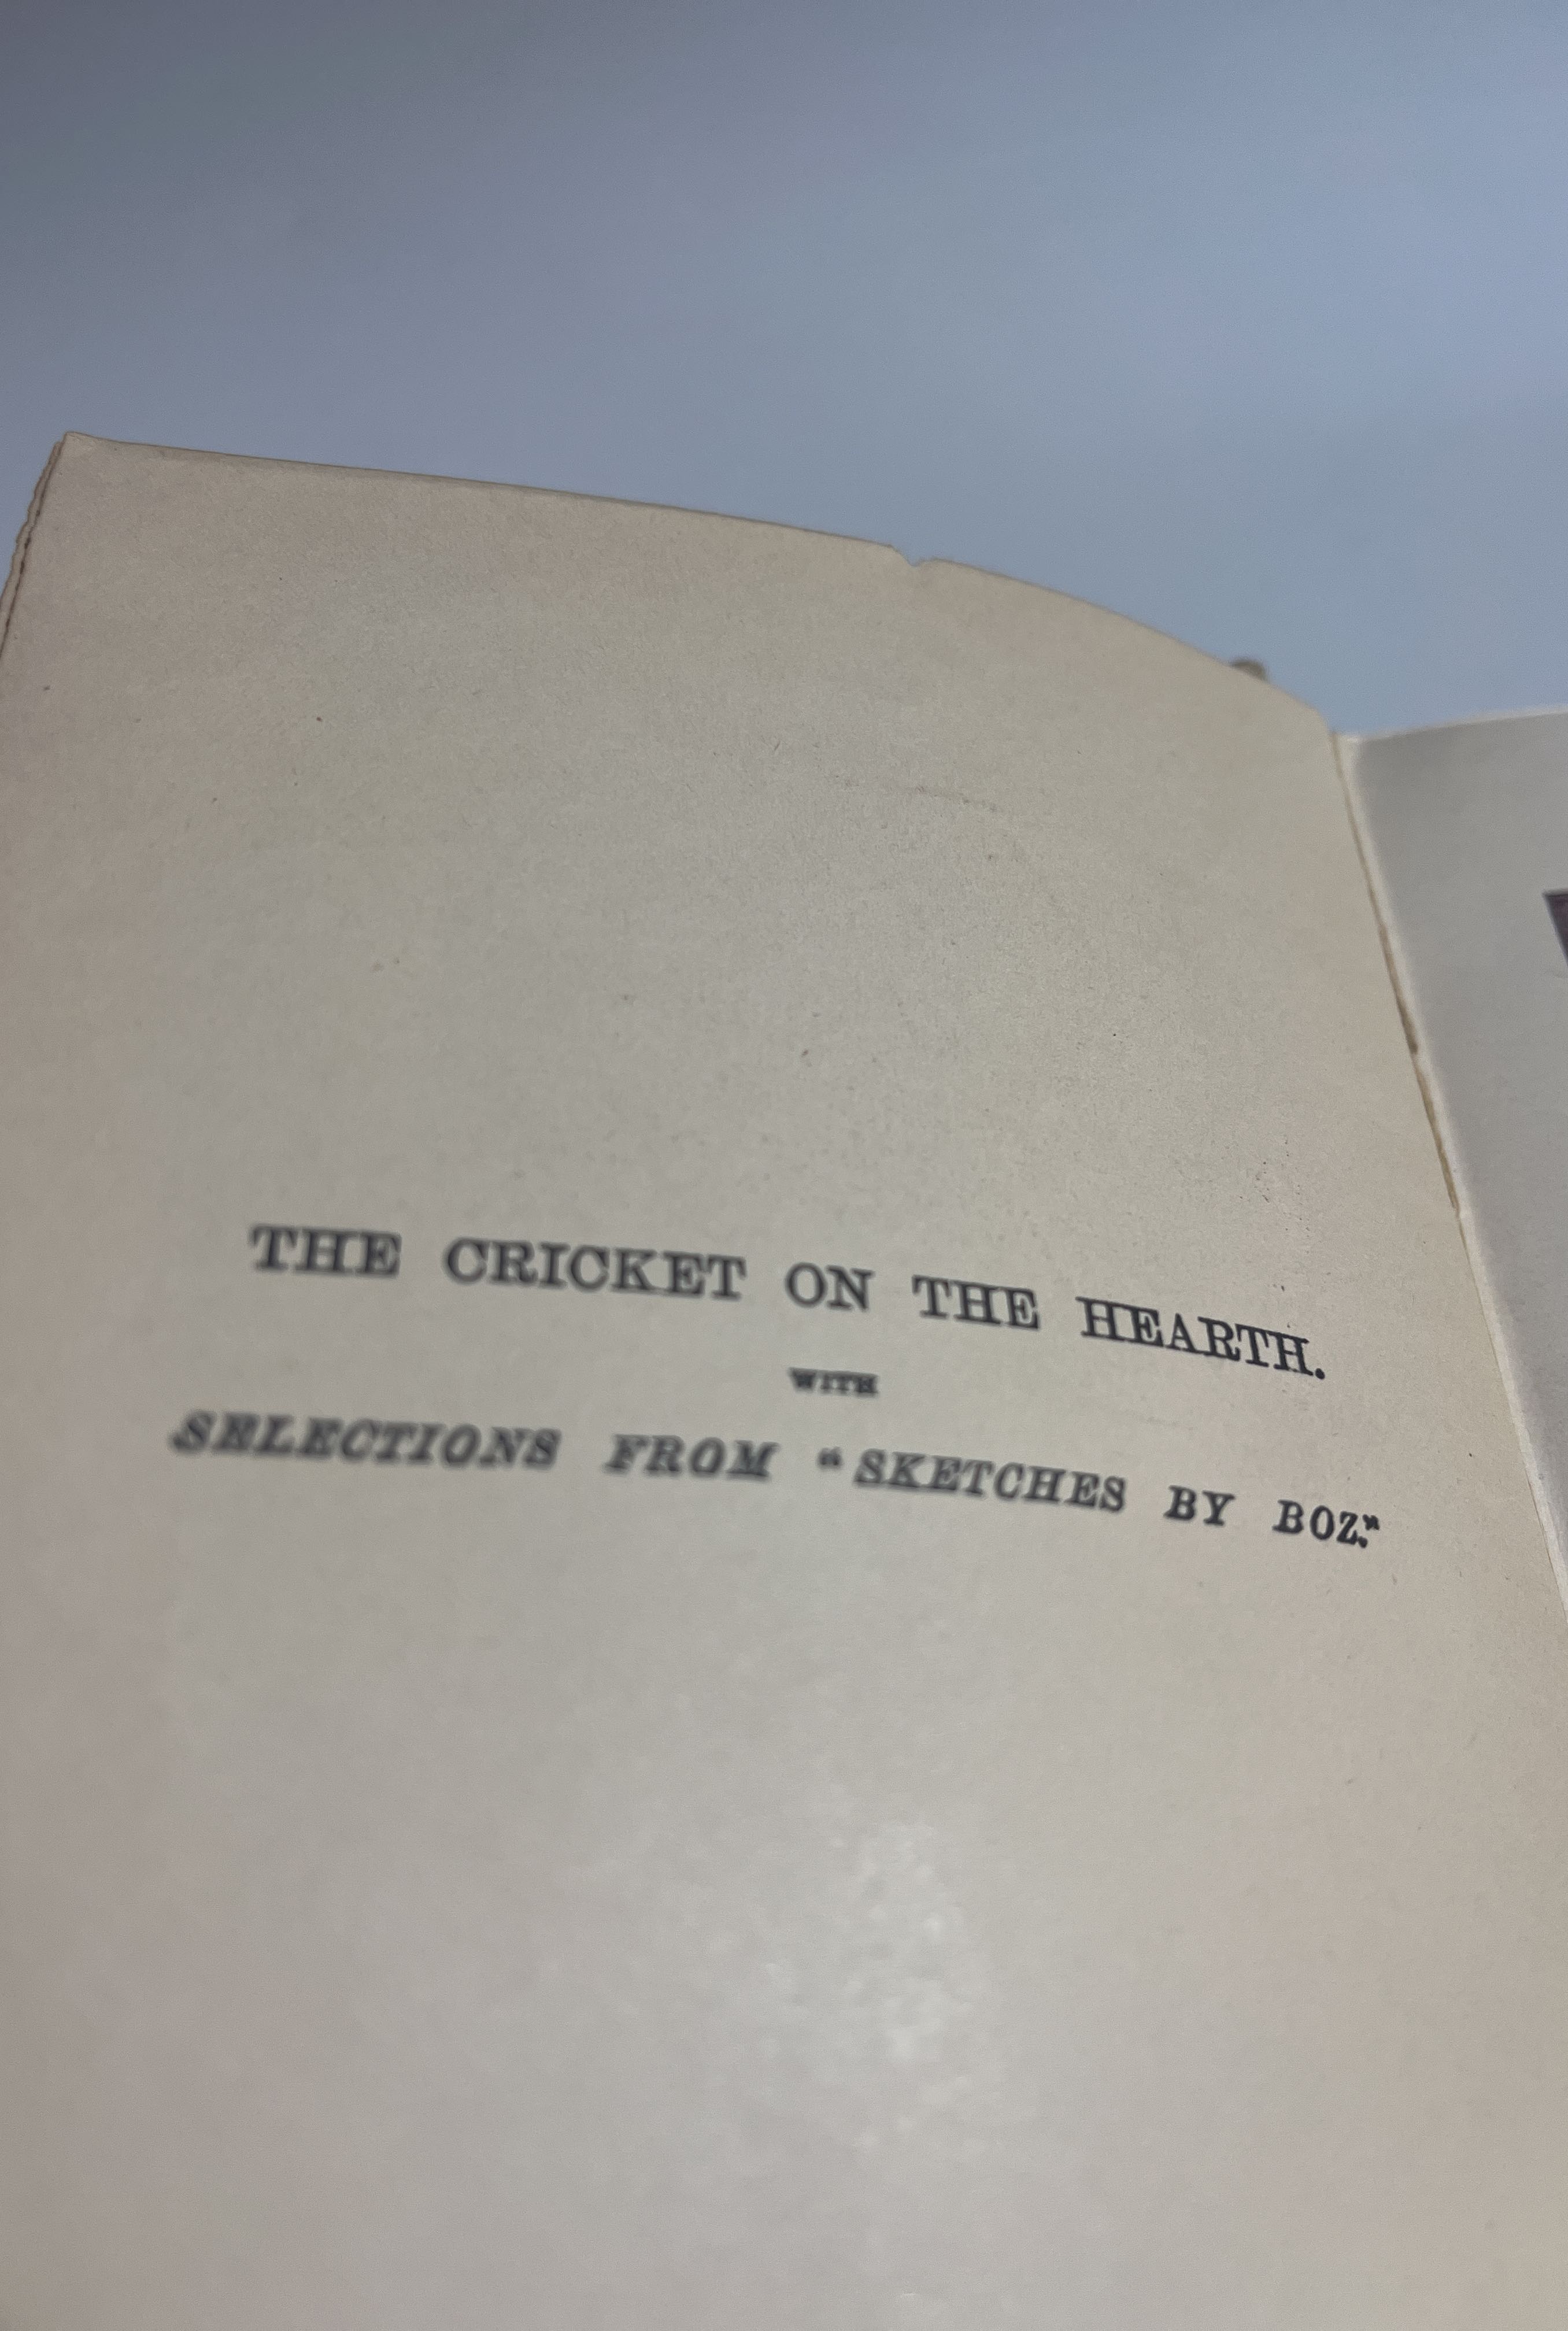 THE CRICKET ON THE HEARTH.
WITH
SELECTIONS FROM “SKETCHES BY BOZ.”